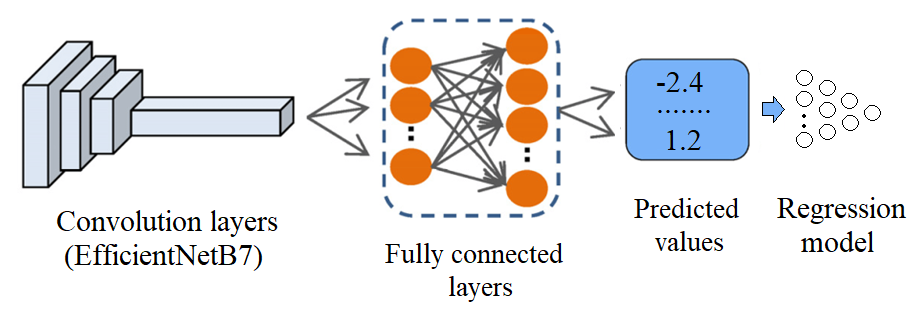 -2.4
.......
1.2
Convolution layers
(EfficientNetB7)
Fully connected
layers
Predicted
values
Regression
model